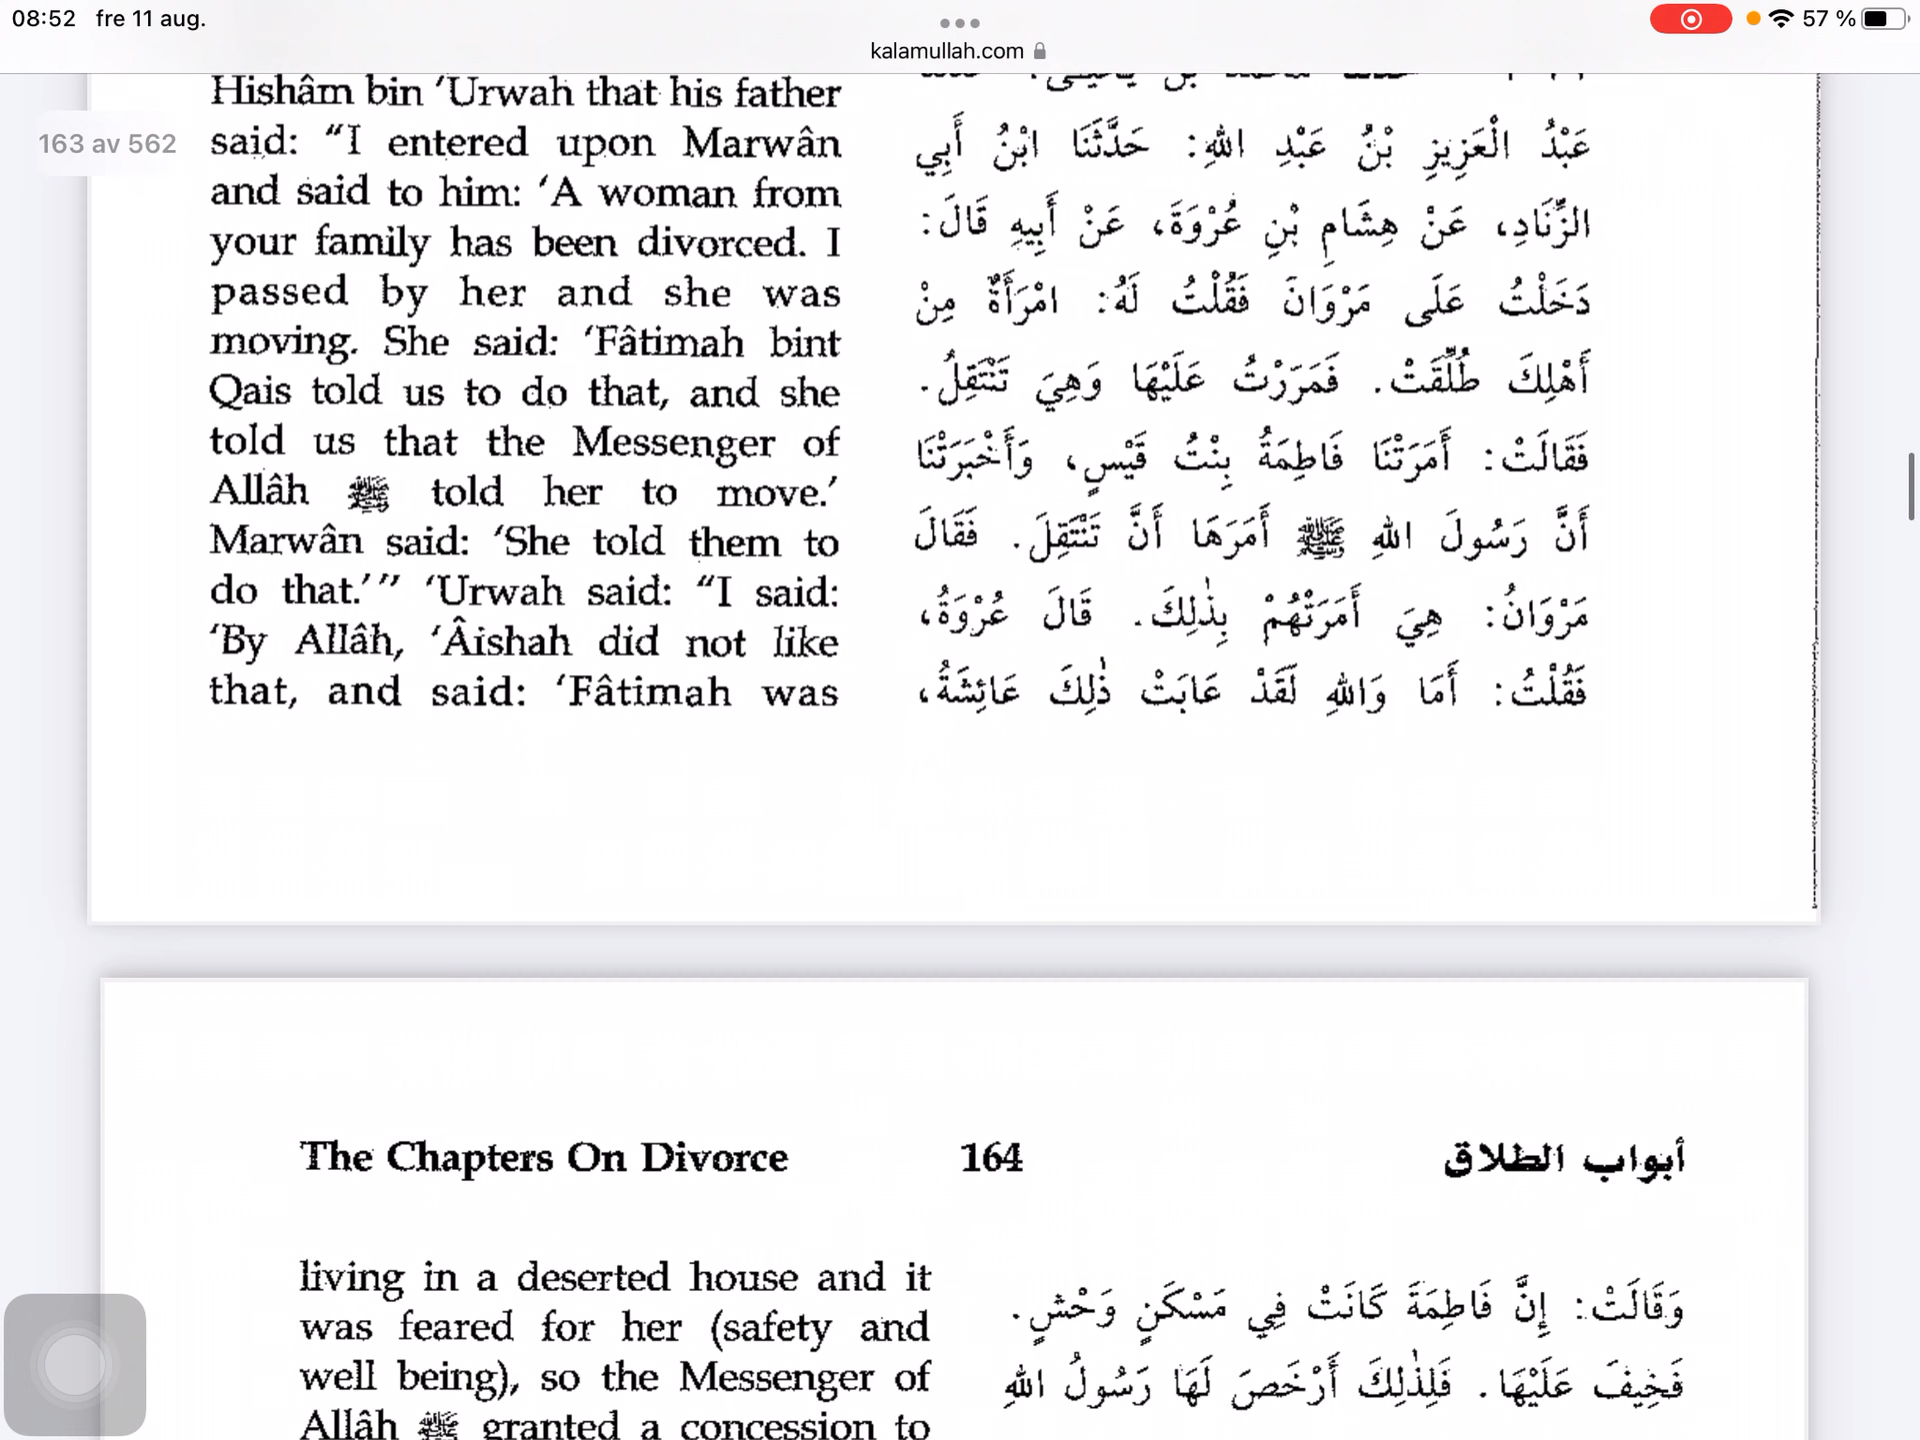 08:52 fre 11 aug.
57 %
kalamullah.com
163 av 562
Hishâm bin ‘Urwah that his father
said: “I entered upon Marwân
and said to him: ‘A woman from
your family has been divorced. I
passed by her and she was
moving. She said: ‘Fâtimah bint
Qais told us to do that, and she
told us that the Messenger of
Allâh ﷺ told her to move.’
Marwân said: ‘She told them to
do that.’” ‘Urwah said: “I said:
‘By Allâh, ‘Âishah did not like
that, and said: ‘Fâtimah was
عَبْدُ الْعَزِيزِ بْنُ عَبْدِ اللهِ: حَدَّثَنَا ابْنُ أَبِي
الزِّنَادِ، عَنْ هِشَامِ بْنِ عُرْوَةَ، عَنْ أَبِيهِ قَالَ:
دَخَلْتُ عَلَى مَرْوَانَ فَقُلْتُ لَهُ: امْرَأَةٌ مِنْ
أَهْلِكَ طُلِّقَتْ. فَمَرَرْتُ عَلَيْهَا وَهِيَ تَنْتَقِلُ.
فَقَالَتْ: أَمَرَتْنَا فَاطِمَةُ بِنْتُ قَيْسٍ، وَأَخْبَرَتْنَا
أَنَّ رَسُولَ اللهِ ﷺ أَمَرَهَا أَنْ تَنْتَقِلَ. فَقَالَ
مَرْوَانُ: هِيَ أَمَرَتْهُمْ بِذٰلِكَ. قَالَ عُرْوَةُ،
فَقُلْتُ: أَمَا وَاللهِ لَقَدْ عَابَتْ ذٰلِكَ عَائِشَةُ،
The Chapters On Divorce 164 أبواب الطلاق
living in a deserted house and it
was feared for her (safety and
well being), so the Messenger of
Allâh ﷺ granted a concession to
وَقَالَتْ: إِنَّ فَاطِمَةَ كَانَتْ فِي مَسْكَنٍ وَحْشٍ.
فَخِيفَ عَلَيْهَا. فَلِذٰلِكَ أَرْخَصَ لَهَا رَسُولُ اللهِ